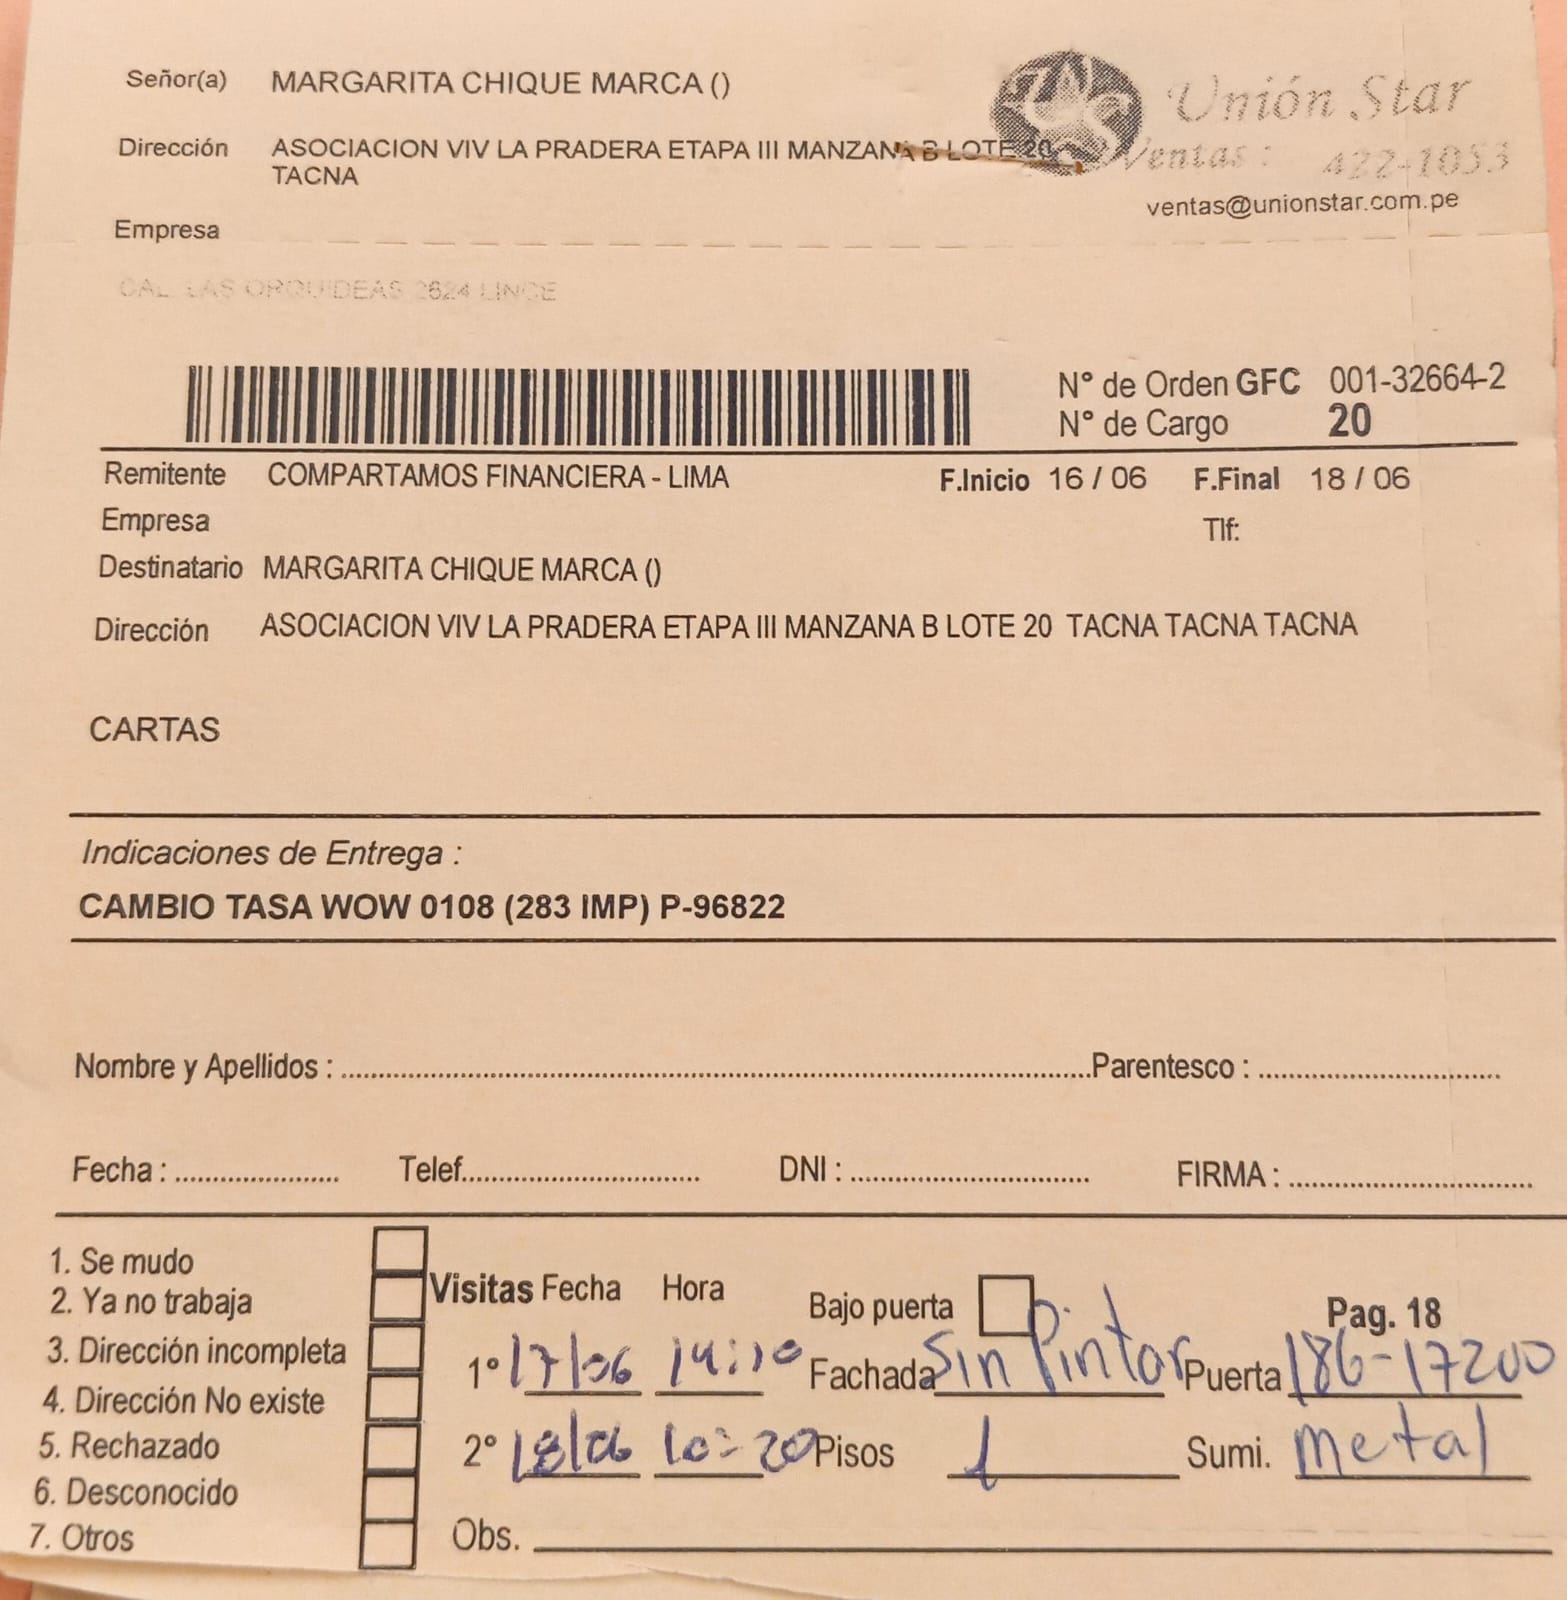 Señor(a) MARGARITA CHIQUE MARCA ()
Unión Star
Dirección ASOCIACION VIV LA PRADERA ETAPA III MANZANA B LOTE 20
TACNA
Ventas : 422-1053
ventas@unionstar.com.pe
Empresa
CAL. LAS ORQUIDEAS 2624 LINCE
N° de Orden GFC 001-32664-2
N° de Cargo 20
Remitente COMPARTAMOS FINANCIERA - LIMA F.Inicio 16 / 06 F.Final 18 / 06
Empresa Tlf:
Destinatario MARGARITA CHIQUE MARCA ()
Dirección ASOCIACION VIV LA PRADERA ETAPA III MANZANA B LOTE 20 TACNA TACNA TACNA
CARTAS
Indicaciones de Entrega :
CAMBIO TASA WOW 0108 (283 IMP) P-96822
Nombre y Apellidos : Parentesco :
Fecha : Telef. DNI : FIRMA :
1. Se mudo
2. Ya no trabaja
3. Dirección incompleta
4. Dirección No existe
5. Rechazado
6. Desconocido
7. Otros
Visitas Fecha Hora Bajo puerta Pag. 18
1° 17/06 14:10 Fachada Sin Pintar Puerta 186-17200
2° 18/06 10:20 Pisos 1 Sumi. Metal
Obs.